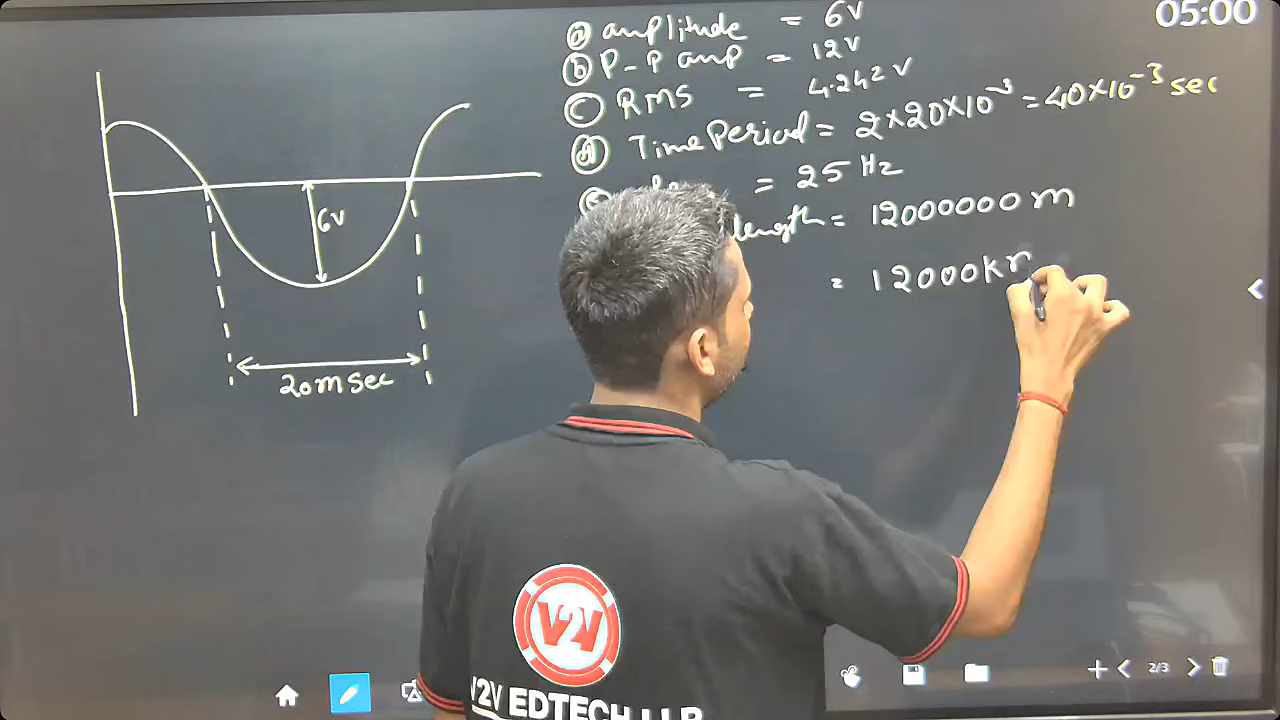 05:00
ⓐ amplitude = 6V
ⓑ P-P amp = 12V
ⓒ RMS = 4.242 V
ⓓ Time Period = 2×20×10⁻³ = 40×10⁻³ sec
= 25 Hz
length = 12000000 m
= 12000k
6V
20msec
V2V
V2V EDTECH LLP
2/3